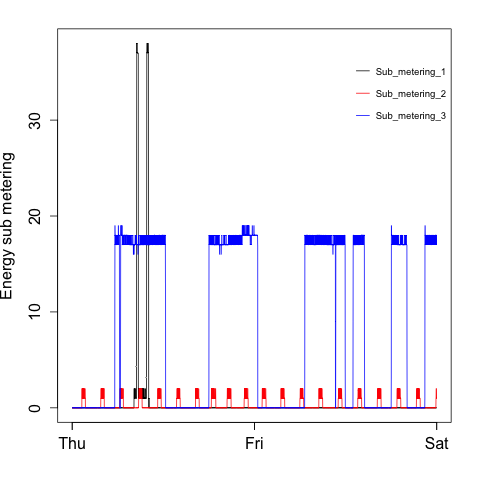 Sub_metering_1
Sub_metering_2
Sub_metering_3
Energy sub metering
30
20
10
0
Thu
Fri
Sat